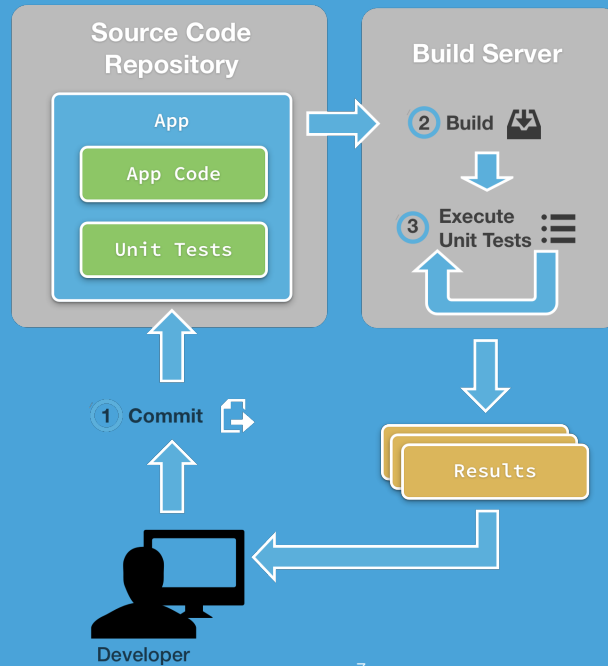 Source Code
Repository
App
App Code
Unit Tests
Build Server
2 Build
3 Execute
Unit Tests
1 Commit
Results
Developer